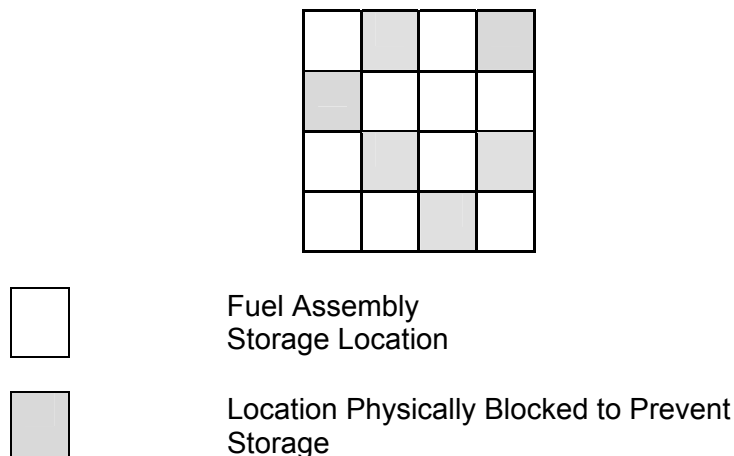 Fuel Assembly
Storage Location
Location Physically Blocked to Prevent
Storage